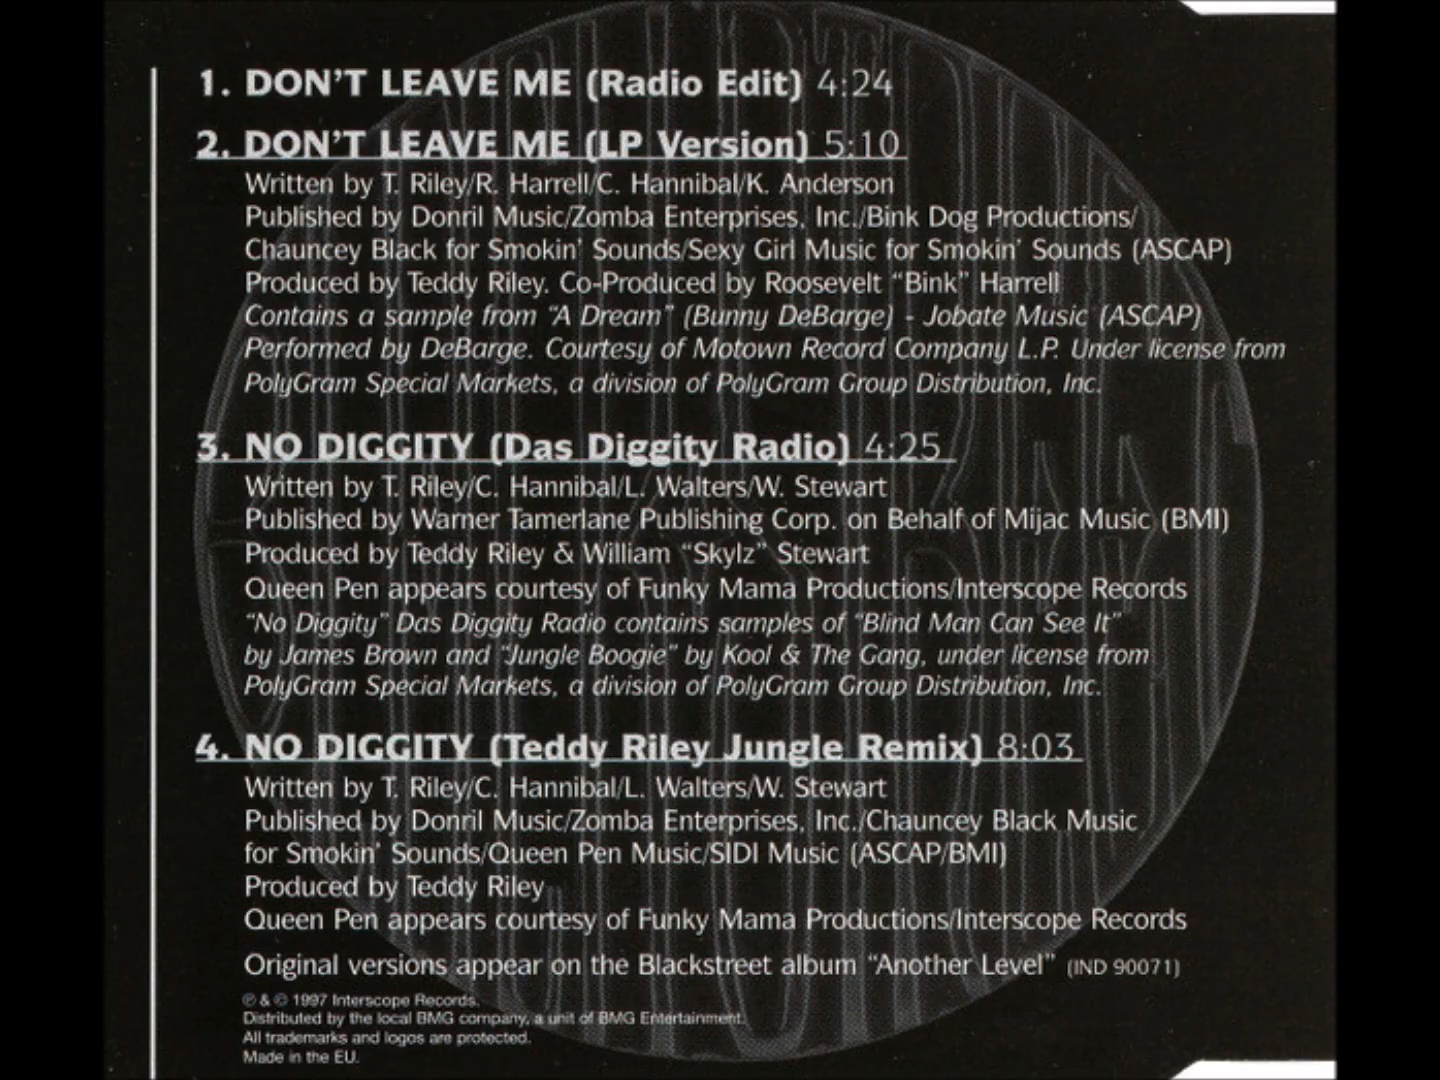 1. DON'T LEAVE ME (Radio Edit) 4:24
2. DON'T LEAVE ME (LP Version) 5:10
Written by T. Riley/R. Harrell/C. Hannibal/K. Anderson
Published by Donril Music/Zomba Enterprises, Inc./Bink Dog Productions/
Chauncey Black for Smokin' Sounds/Sexy Girl Music for Smokin' Sounds (ASCAP)
Produced by Teddy Riley. Co-Produced by Roosevelt “Bink” Harrell
Contains a sample from “A Dream” (Bunny DeBarge) - Jobate Music (ASCAP)
Performed by DeBarge. Courtesy of Motown Record Company L.P. Under license from
PolyGram Special Markets, a division of PolyGram Group Distribution, Inc.
3. NO DIGGITY (Das Diggity Radio) 4:25
Written by T. Riley/C. Hannibal/L. Walters/W. Stewart
Published by Warner Tamerlane Publishing Corp. on Behalf of Mijac Music (BMI)
Produced by Teddy Riley & William “Skylz” Stewart
Queen Pen appears courtesy of Funky Mama Productions/Interscope Records
“No Diggity” Das Diggity Radio contains samples of “Blind Man Can See It”
by James Brown and “Jungle Boogie” by Kool & The Gang, under license from
PolyGram Special Markets, a division of PolyGram Group Distribution, Inc.
4. NO DIGGITY (Teddy Riley Jungle Remix) 8:03
Written by T. Riley/C. Hannibal/L. Walters/W. Stewart
Published by Donril Music/Zomba Enterprises, Inc./Chauncey Black Music
for Smokin' Sounds/Queen Pen Music/SIDI Music (ASCAP/BMI)
Produced by Teddy Riley
Queen Pen appears courtesy of Funky Mama Productions/Interscope Records
Original versions appear on the Blackstreet album “Another Level” (IND 90071)
℗ & © 1997 Interscope Records.
Distributed by the local BMG company, a unit of BMG Entertainment.
All trademarks and logos are protected.
Made in the EU.